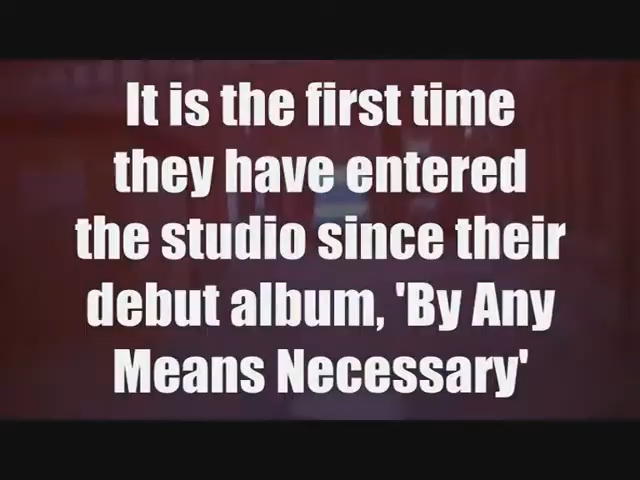 It is the first time
they have entered
the studio since their
debut album, 'By Any
Means Necessary'